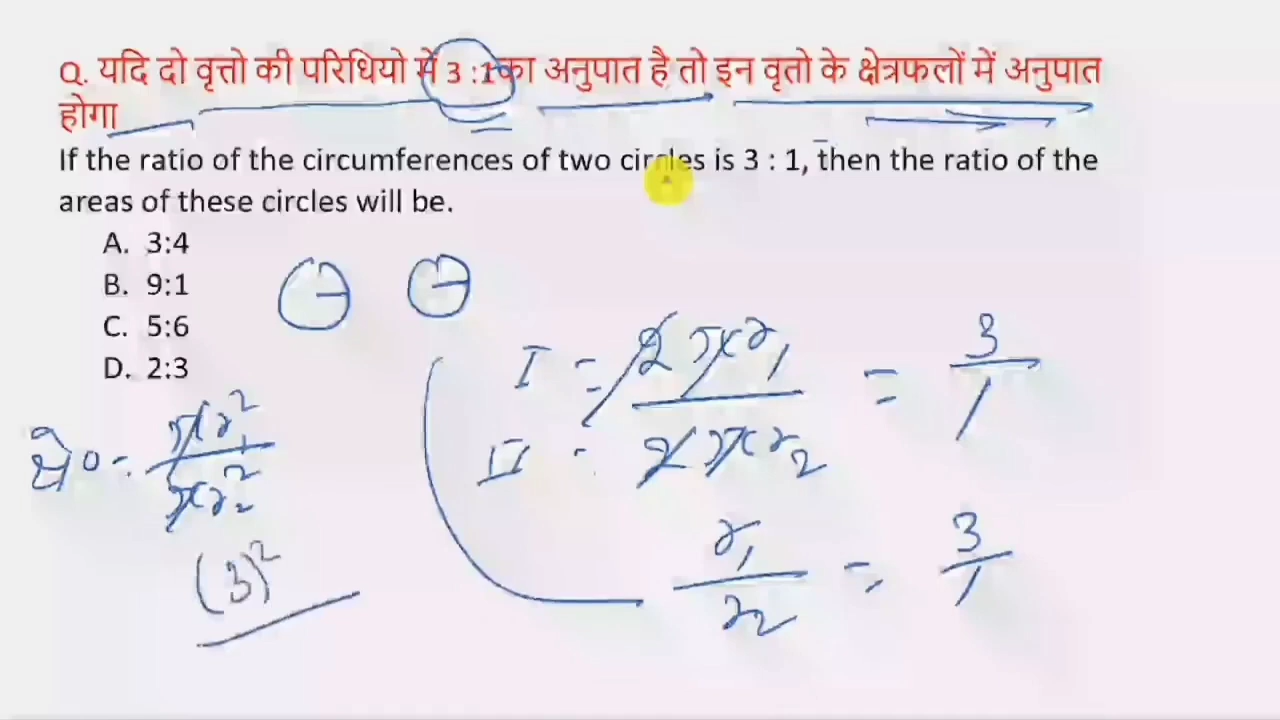 Q. यदि दो वृत्तो की परिधियो में 3 :1का अनुपात है तो इन वृतो के क्षेत्रफलों में अनुपात
होगा
If the ratio of the circumferences of two circles is 3 : 1, then the ratio of the
areas of these circles will be.
A. 3:4
B. 9:1
C. 5:6
D. 2:3
I = 2πr₁ = 3
II = 2πr₂ 1
क्षे० = πr₁²
πr₂²
r₁ = 3
r₂ 1
(3)²